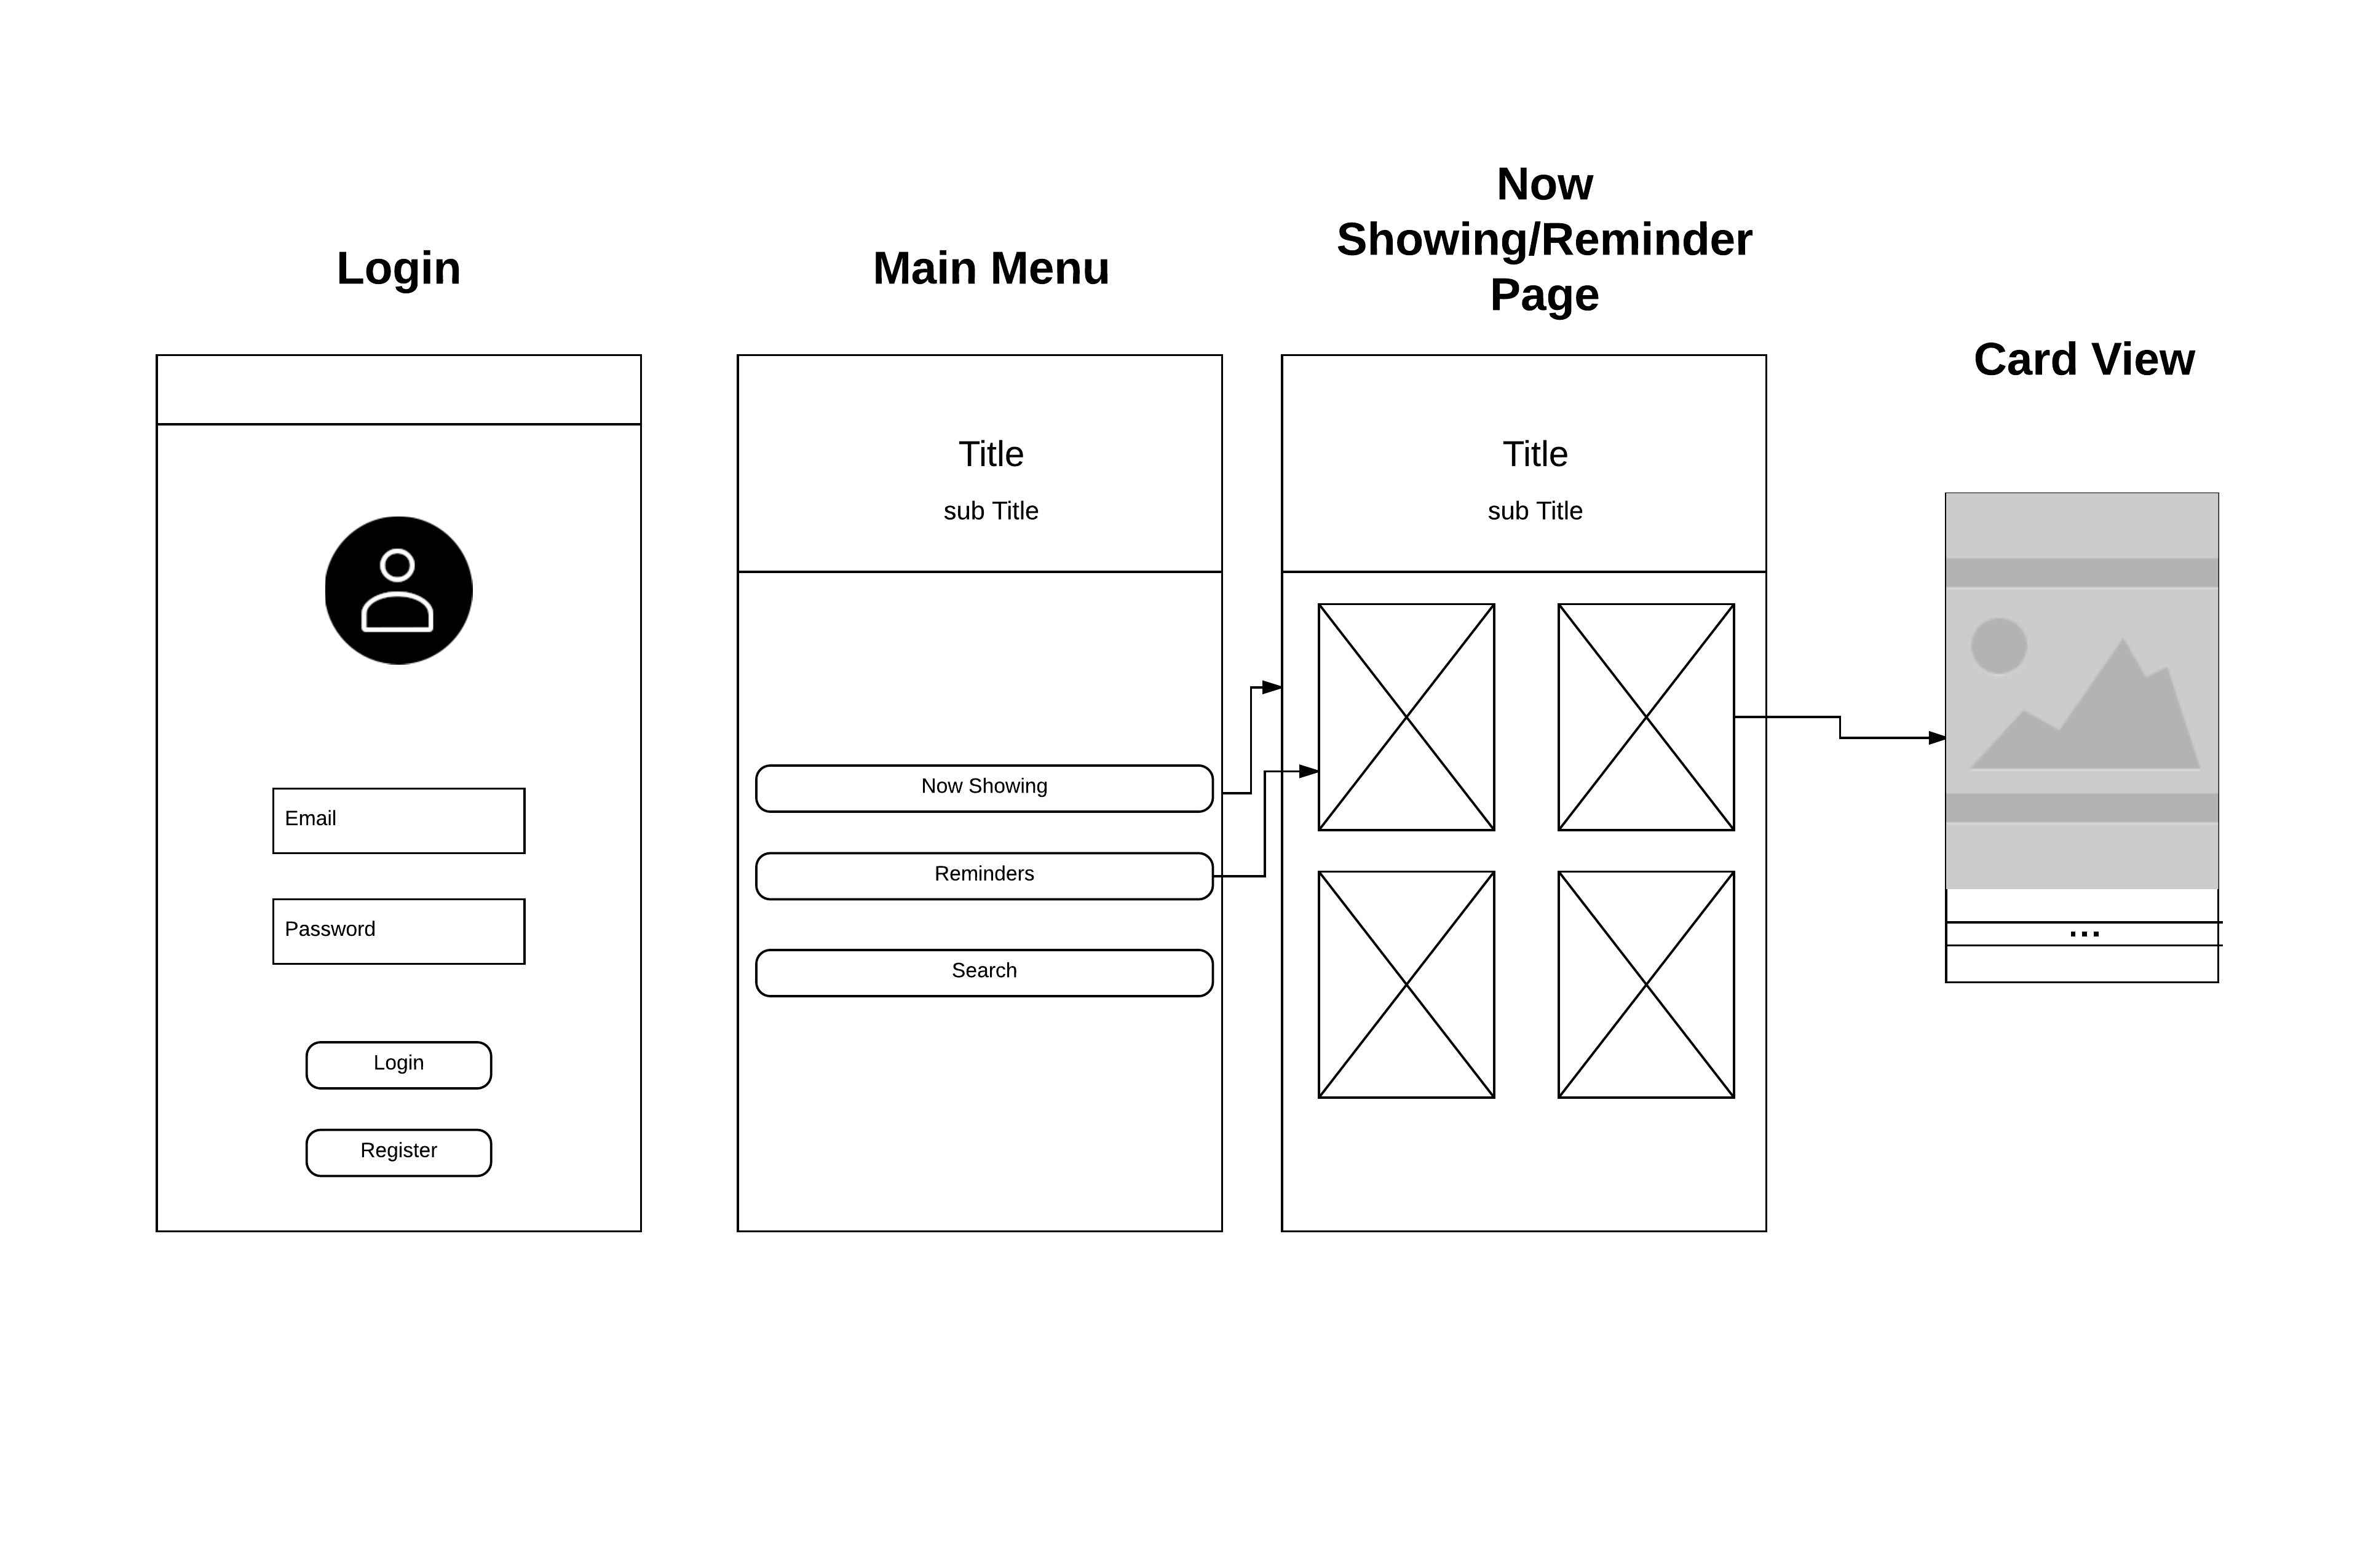 Login
Main Menu
Now
Showing/Reminder
Page
Card View
Email
Password
Login
Register
Title
sub Title
Now Showing
Reminders
Search
Title
sub Title
...